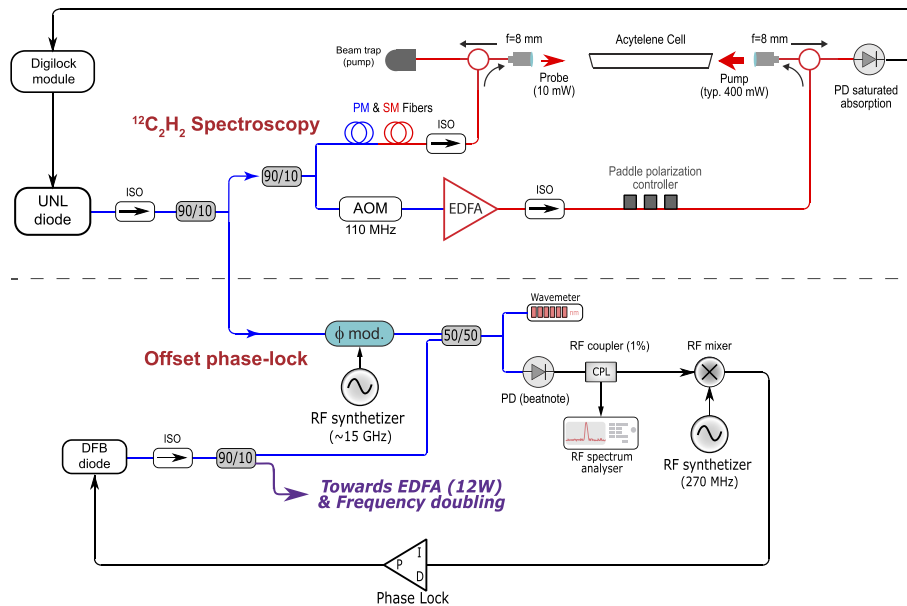 Digilock
module
Beam trap
(pump)
f=8 mm
Probe
(10 mW)
Acytelene Cell
f=8 mm
Pump
(typ. 400 mW)
PD saturated
absorption
¹²C₂H₂ Spectroscopy
PM & SM Fibers
ISO
UNL
diode
ISO
90/10
90/10
AOM
110 MHz
EDFA
ISO
Paddle polarization
controller
Offset phase-lock
ϕ mod.
RF synthetizer
(~15 GHz)
50/50
Wavemeter
nm
PD (beatnote)
RF coupler (1%)
CPL
RF spectrum
analyser
RF mixer
RF synthetizer
(270 MHz)
DFB
diode
ISO
90/10
Towards EDFA (12W)
& Frequency doubling
P
I
D
Phase Lock